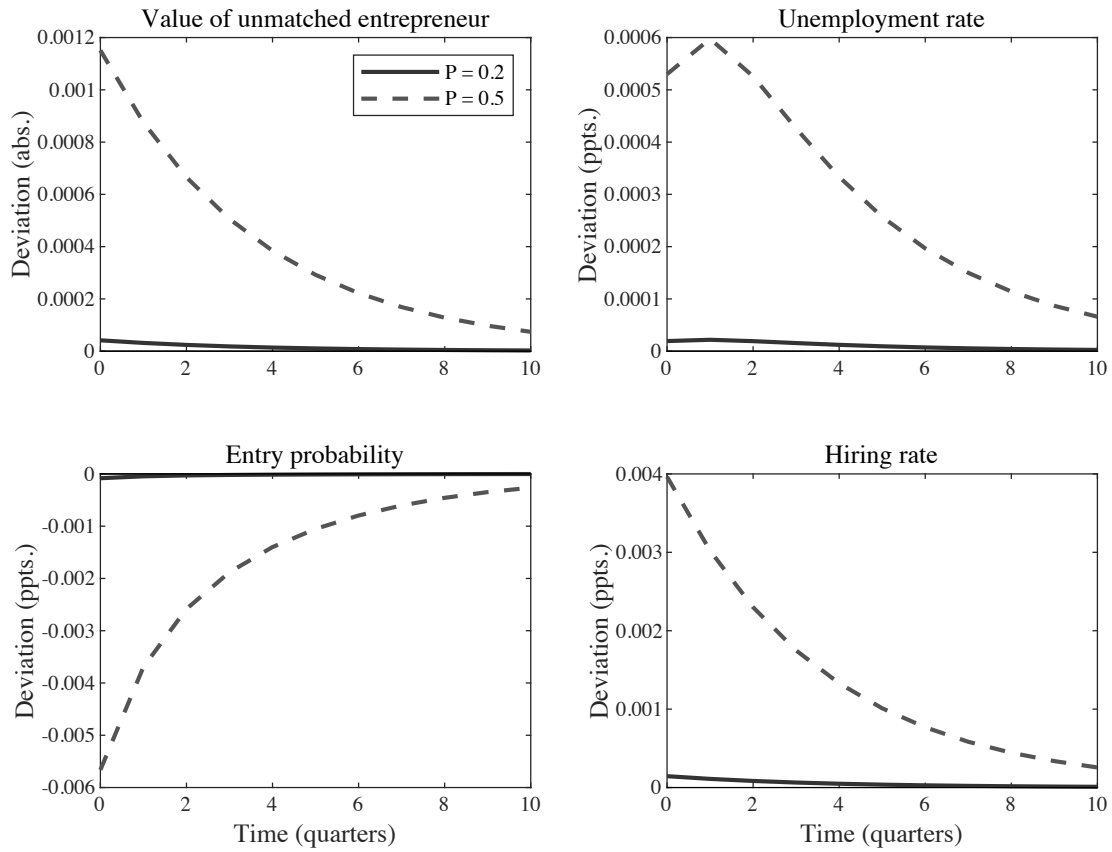 Value of unmatched entrepreneur
Deviation (abs.)
0.0012
0.001
0.0008
0.0006
0.0004
0.0002
0
0 2 4 6 8 10
P = 0.2
P = 0.5
Unemployment rate
Deviation (ppts.)
0.0006
0.0005
0.0004
0.0003
0.0002
0.0001
0
0 2 4 6 8 10
Entry probability
Deviation (ppts.)
0
-0.001
-0.002
-0.003
-0.004
-0.005
-0.006
0 2 4 6 8 10
Time (quarters)
Hiring rate
Deviation (ppts.)
0.004
0.003
0.002
0.001
0
0 2 4 6 8 10
Time (quarters)